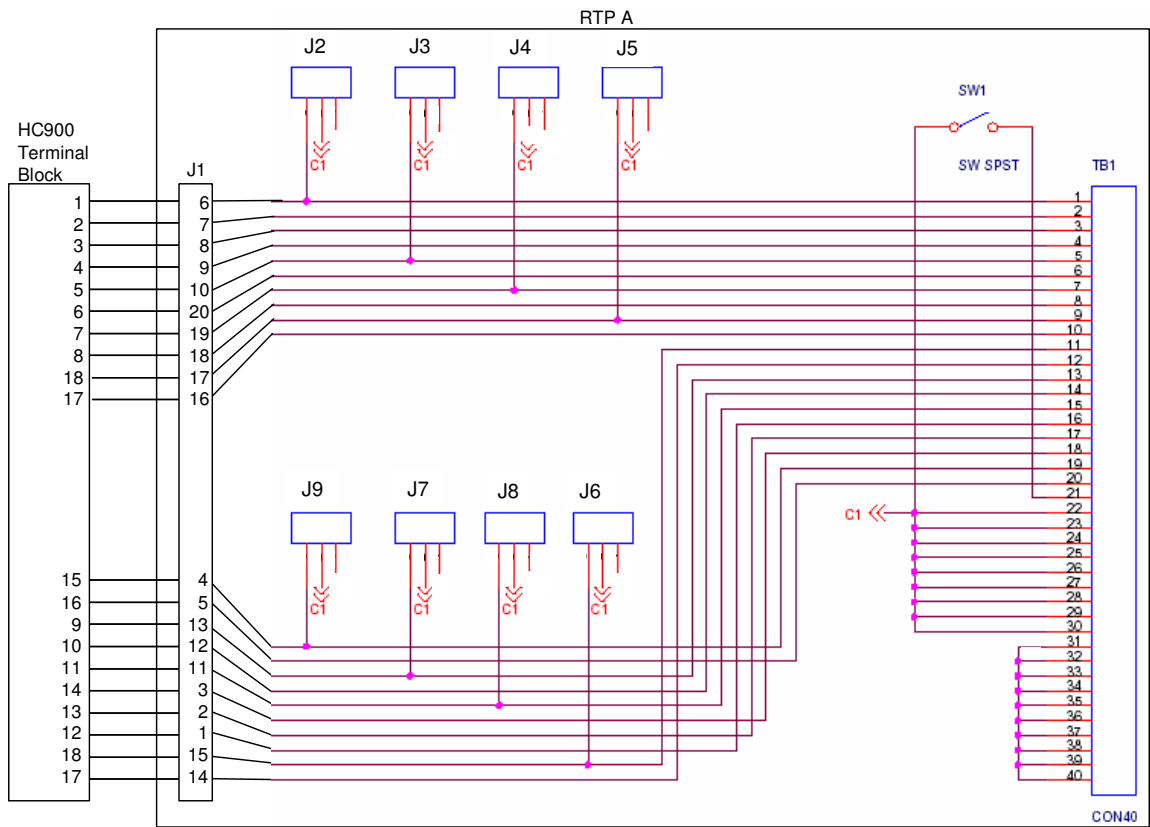 RTP A
J2 J3 J4 J5
SW1
HC900
Terminal
Block
J1
C1 C1 C1 C1
SW SPST
TB1
1 6 1
2 7 2
3 8 3
4 9 4
5 10 5
6 20 6
7 19 7
8 18 8
18 17 9
17 16 10
11
12
13
14
15
16
17
18
19
20
21
J9 J7 J8 J6
C1 22
23
24
25
26
27
28
29
30
C1 C1 C1 C1
15 4
16 5
9 13
10 12
11 11
14 3
13 2
12 1
18 15
17 14
31
32
33
34
35
36
37
38
39
40
CON40